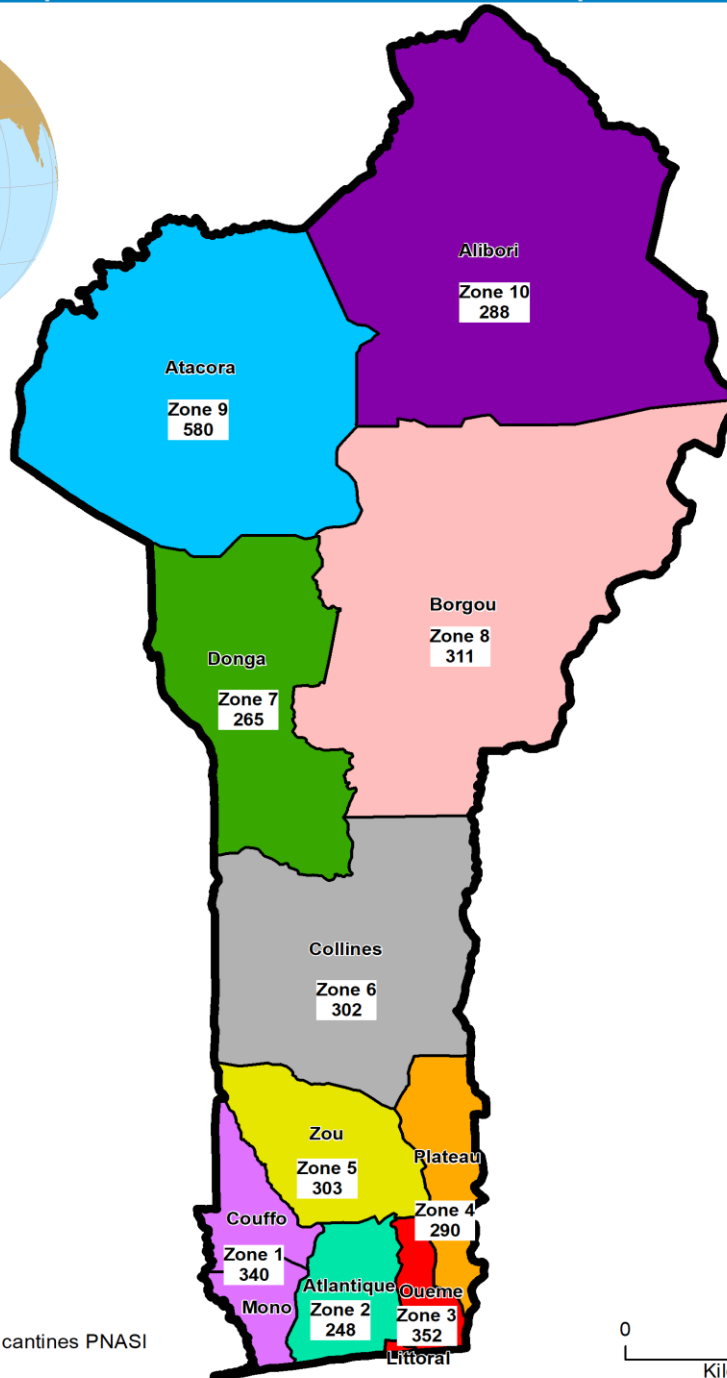 Alibori
Zone 10
288
Atacora
Zone 9
580
Borgou
Zone 8
311
Donga
Zone 7
265
Collines
Zone 6
302
Zou
Zone 5
303
Plateau
Zone 4
290
Couffo
Zone 1
340
Mono
Atlantique
Zone 2
248
Oueme
Zone 3
352
Littoral
cantines PNASI
0
Kil